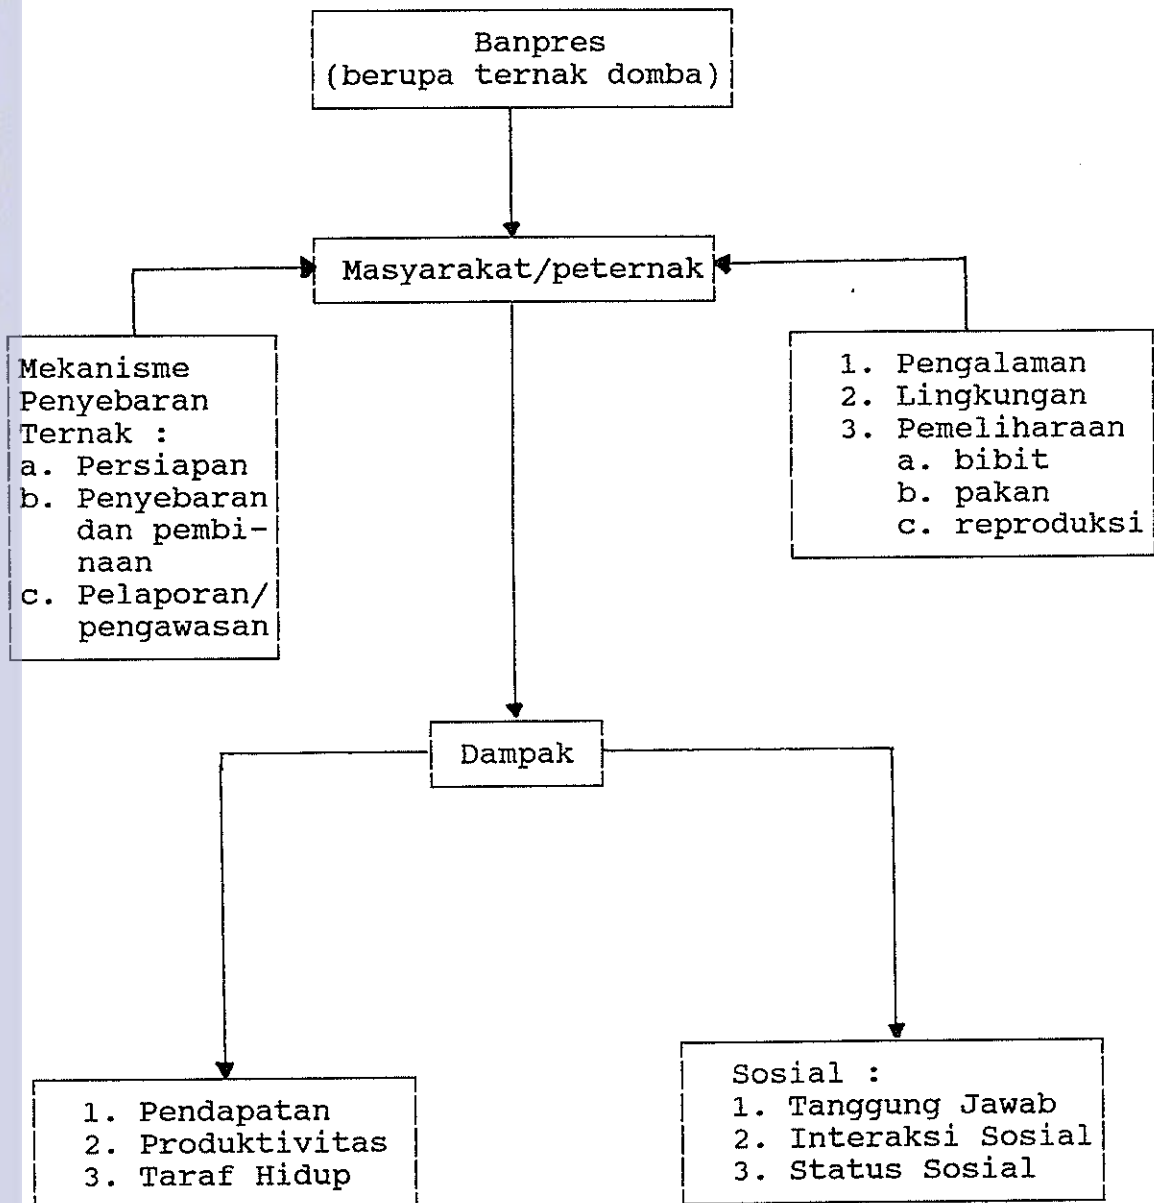 Banpres
(berupa ternak domba)
Masyarakat/peternak
Mekanisme
Penyebaran
Ternak :
a. Persiapan
b. Penyebaran
dan pembi-
naan
c. Pelaporan/
pengawasan
1. Pengalaman
2. Lingkungan
3. Pemeliharaan
a. bibit
b. pakan
c. reproduksi
Dampak
1. Pendapatan
2. Produktivitas
3. Taraf Hidup
Sosial :
1. Tanggung Jawab
2. Interaksi Sosial
3. Status Sosial